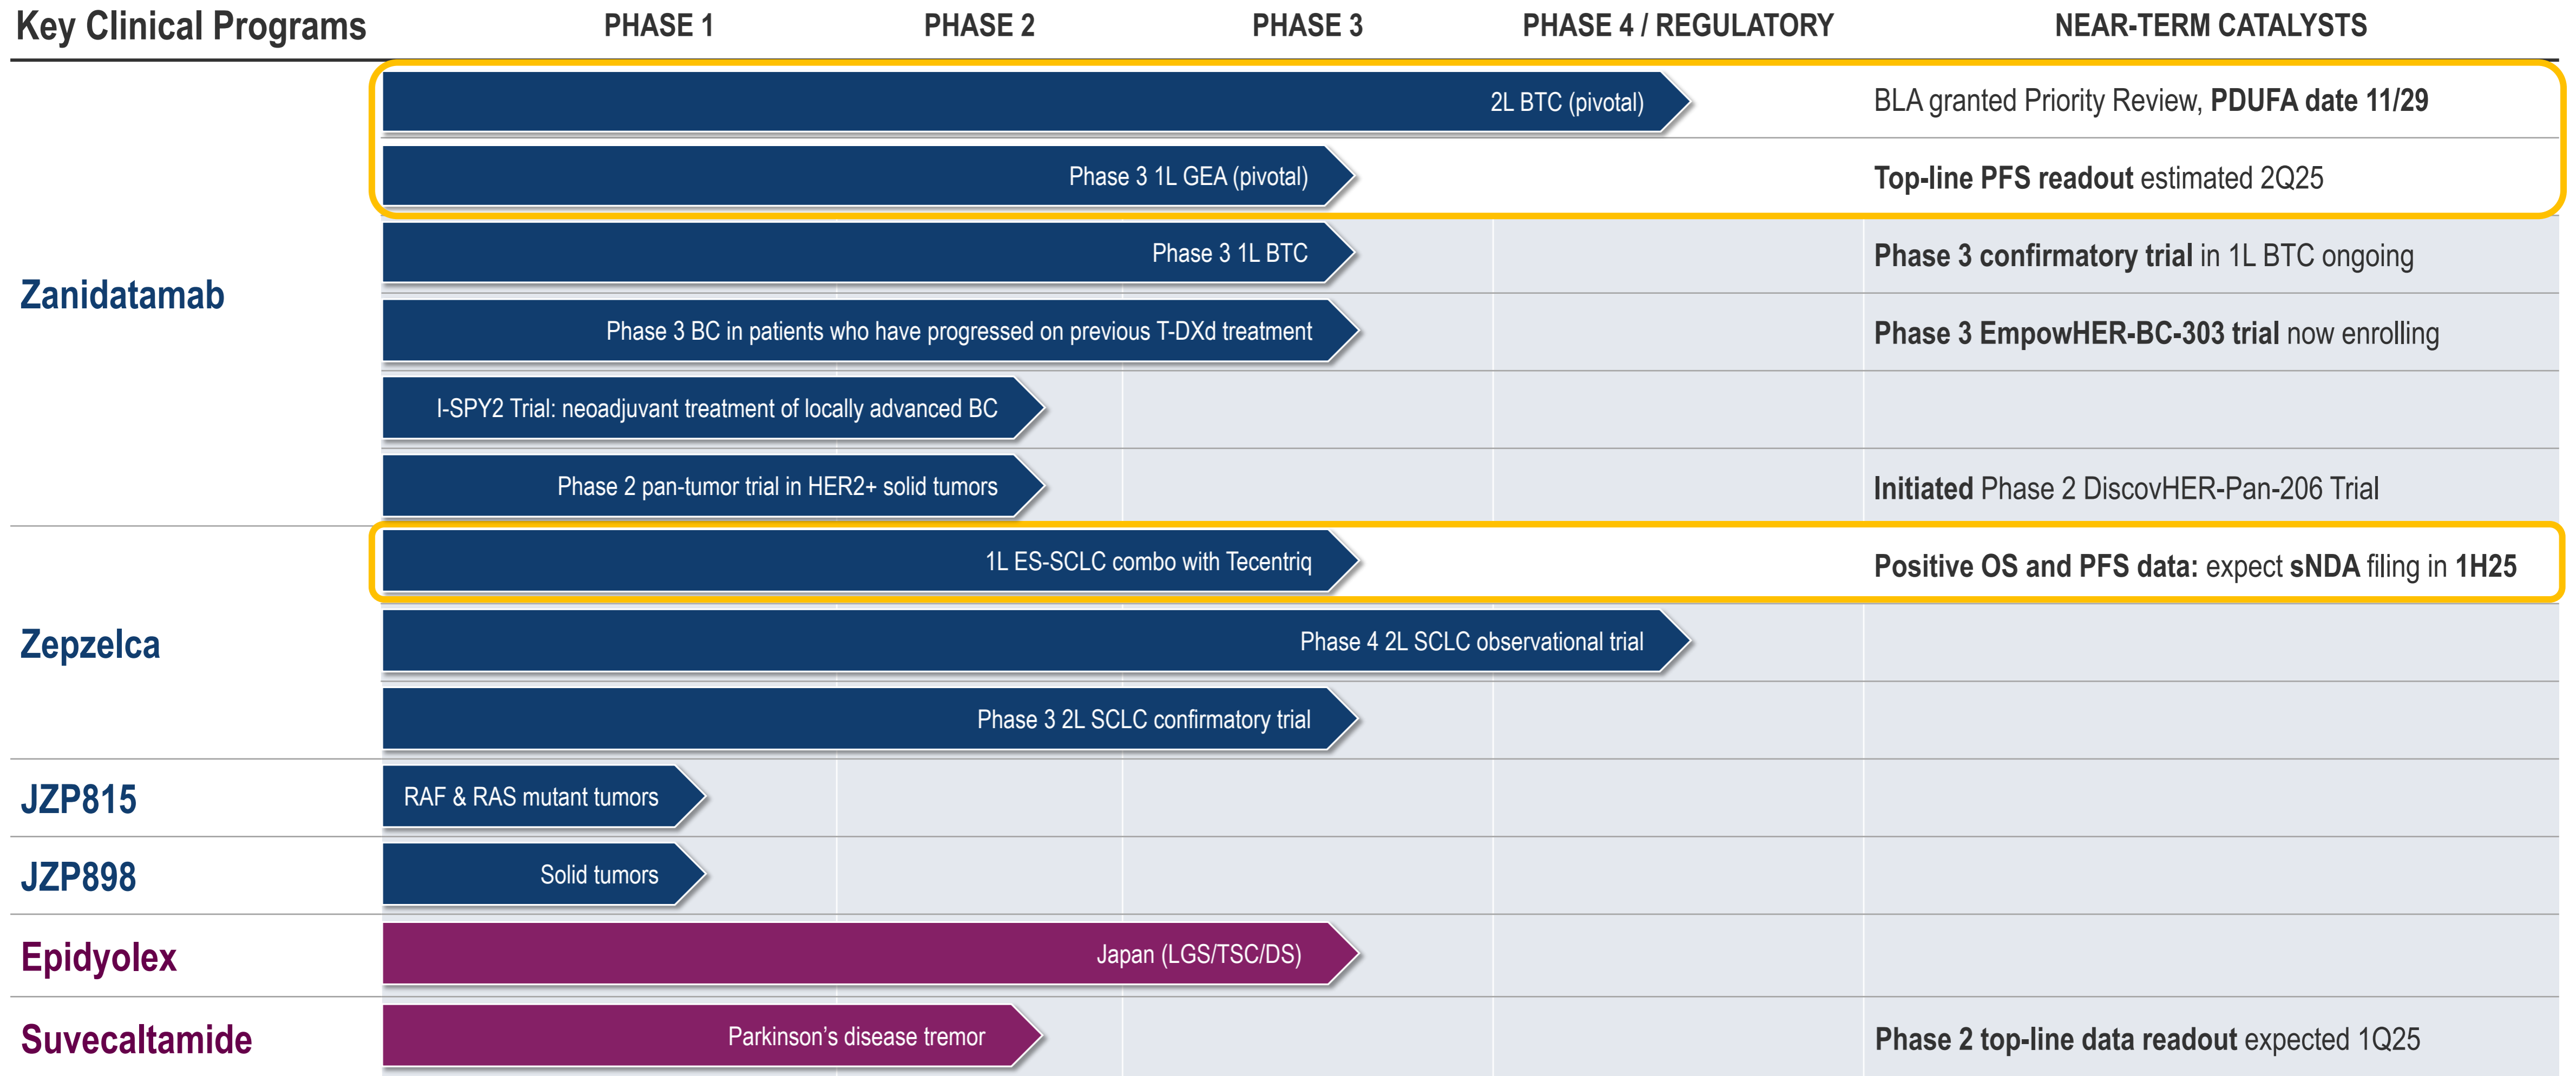 Key Clinical Programs PHASE 1 PHASE 2 PHASE 3 PHASE 4 / REGULATORY NEAR-TERM CATALYSTS
Zanidatamab
2L BTC (pivotal) BLA granted Priority Review, PDUFA date 11/29
Phase 3 1L GEA (pivotal) Top-line PFS readout estimated 2Q25
Phase 3 1L BTC Phase 3 confirmatory trial in 1L BTC ongoing
Phase 3 BC in patients who have progressed on previous T-DXd treatment Phase 3 EmpowHER-BC-303 trial now enrolling
I-SPY2 Trial: neoadjuvant treatment of locally advanced BC
Phase 2 pan-tumor trial in HER2+ solid tumors Initiated Phase 2 DiscovHER-Pan-206 Trial
Zepzelca
1L ES-SCLC combo with Tecentriq Positive OS and PFS data: expect sNDA filing in 1H25
Phase 4 2L SCLC observational trial
Phase 3 2L SCLC confirmatory trial
JZP815 RAF & RAS mutant tumors
JZP898 Solid tumors
Epidyolex Japan (LGS/TSC/DS)
Suvecaltamide Parkinson's disease tremor Phase 2 top-line data readout expected 1Q25